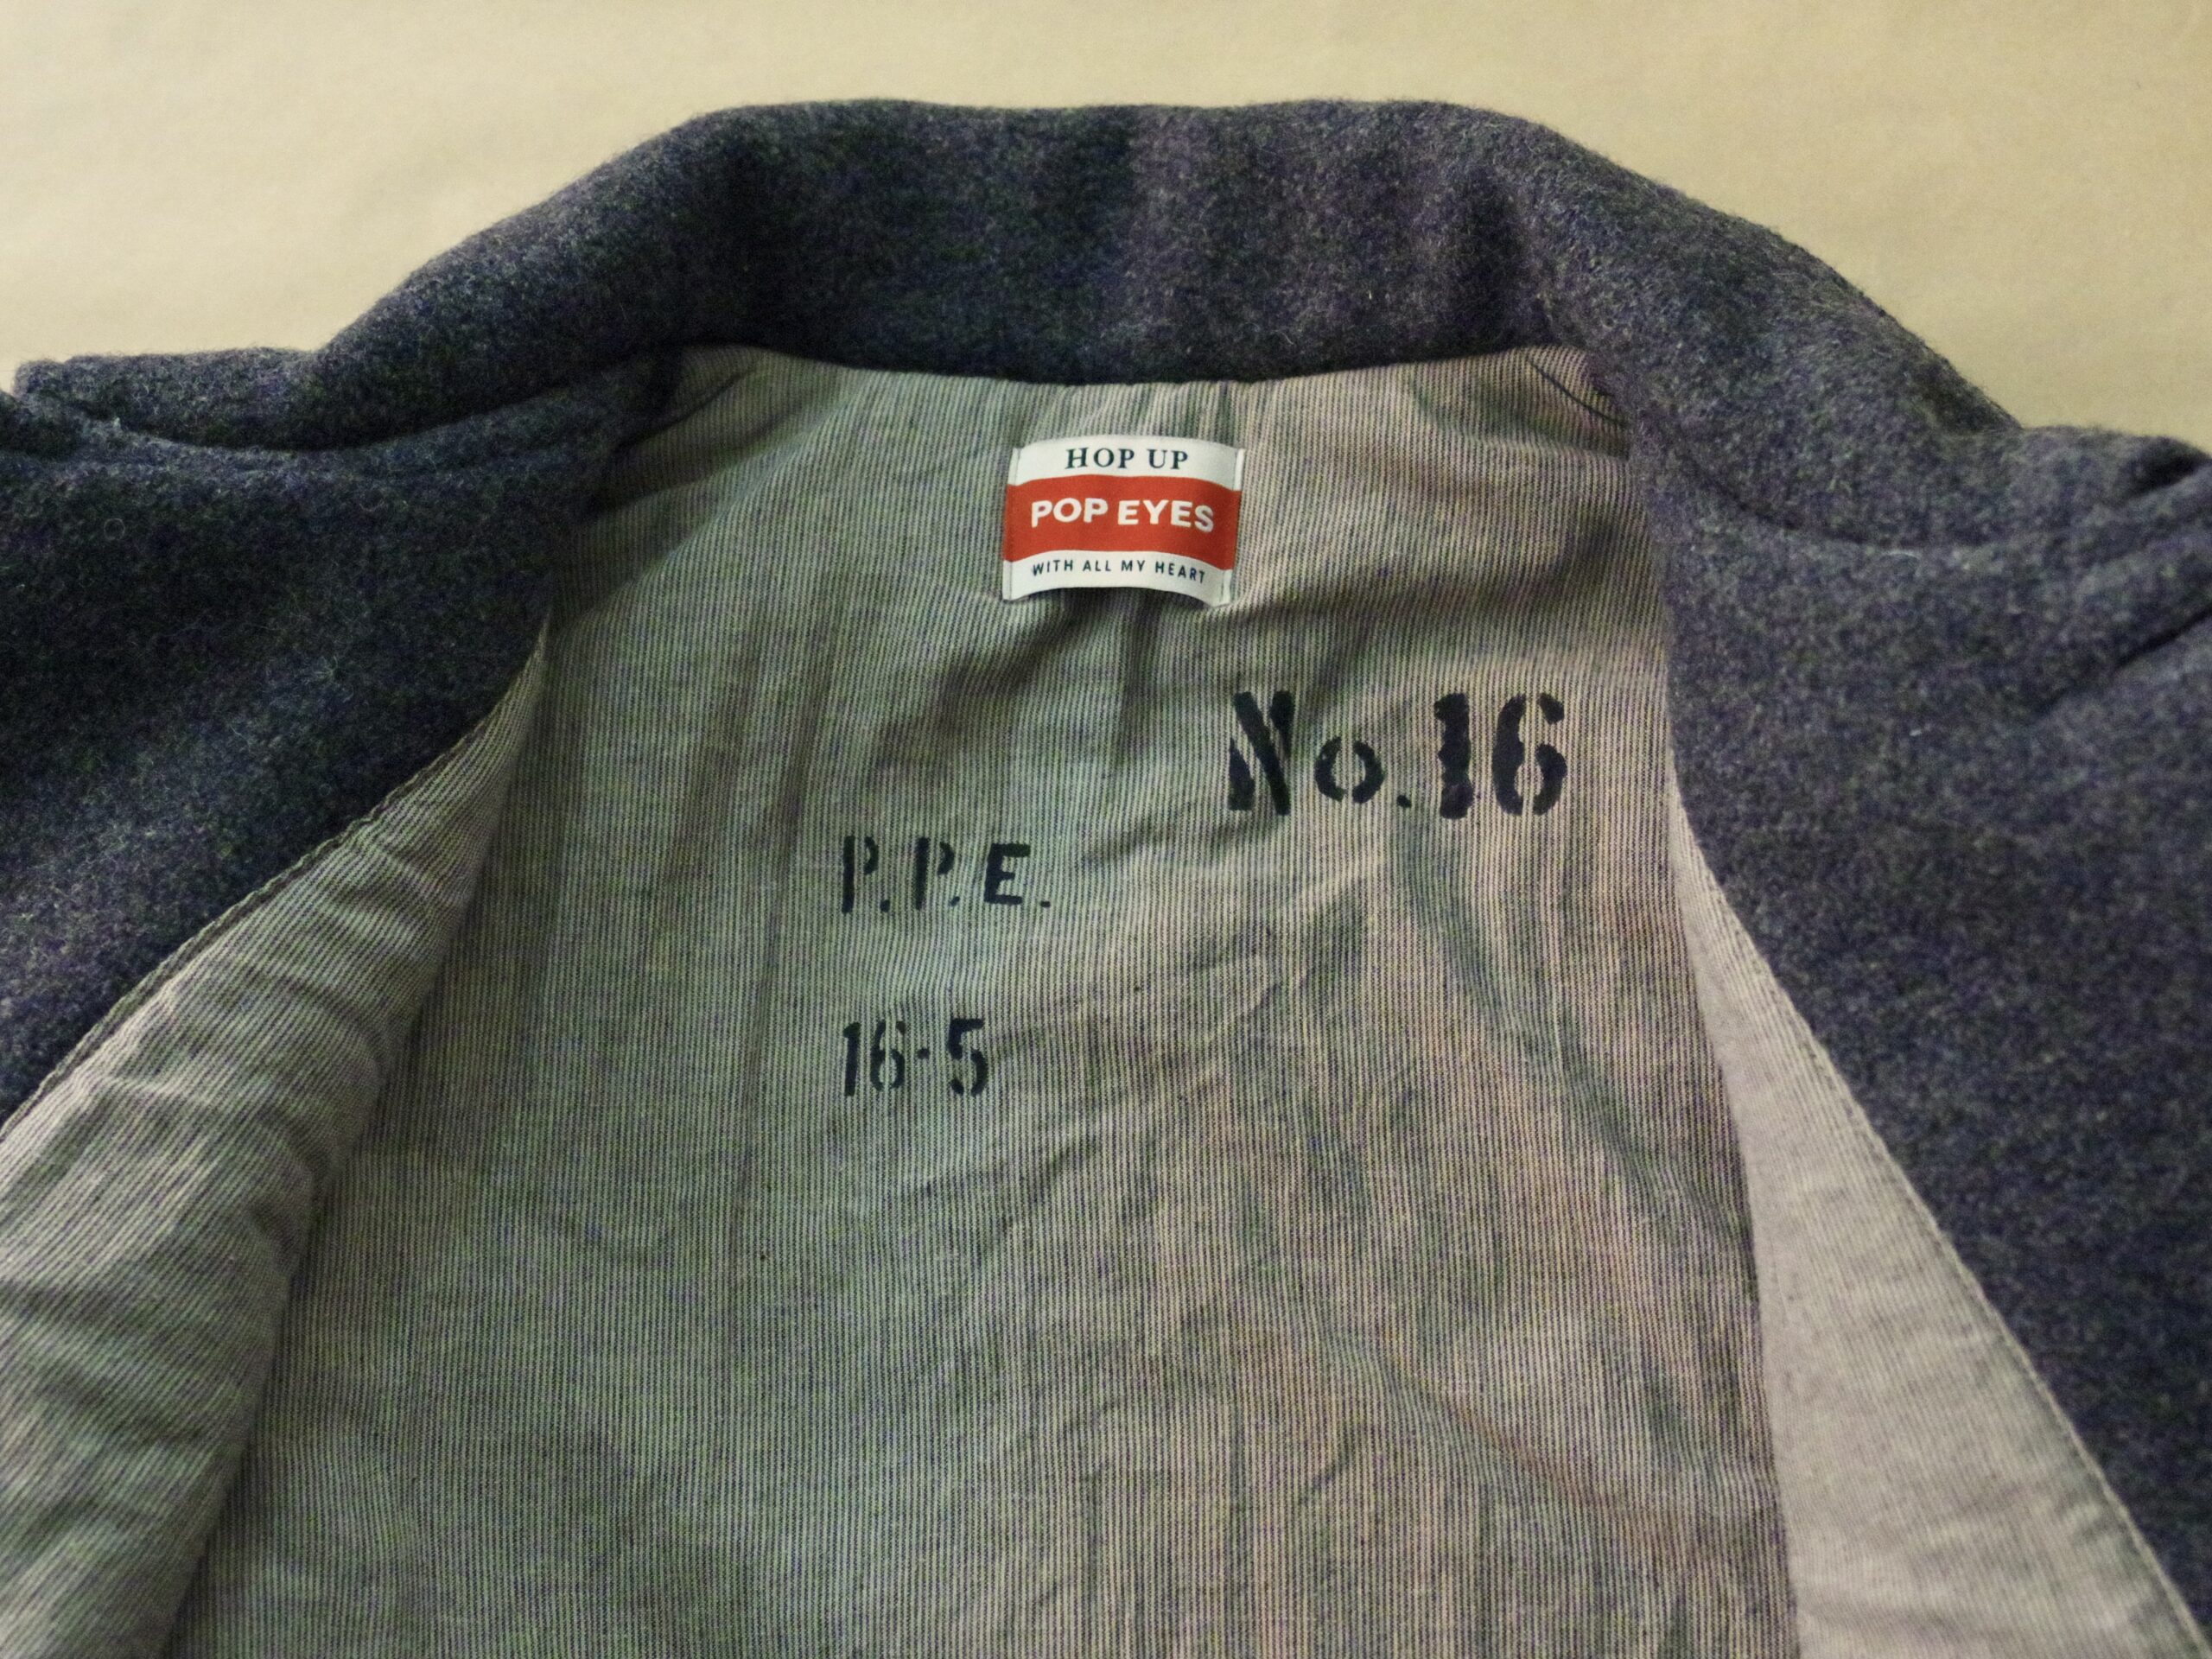 HOP UP
POP EYES
WITH ALL MY HEART
No.16
P.P.E.
16-5